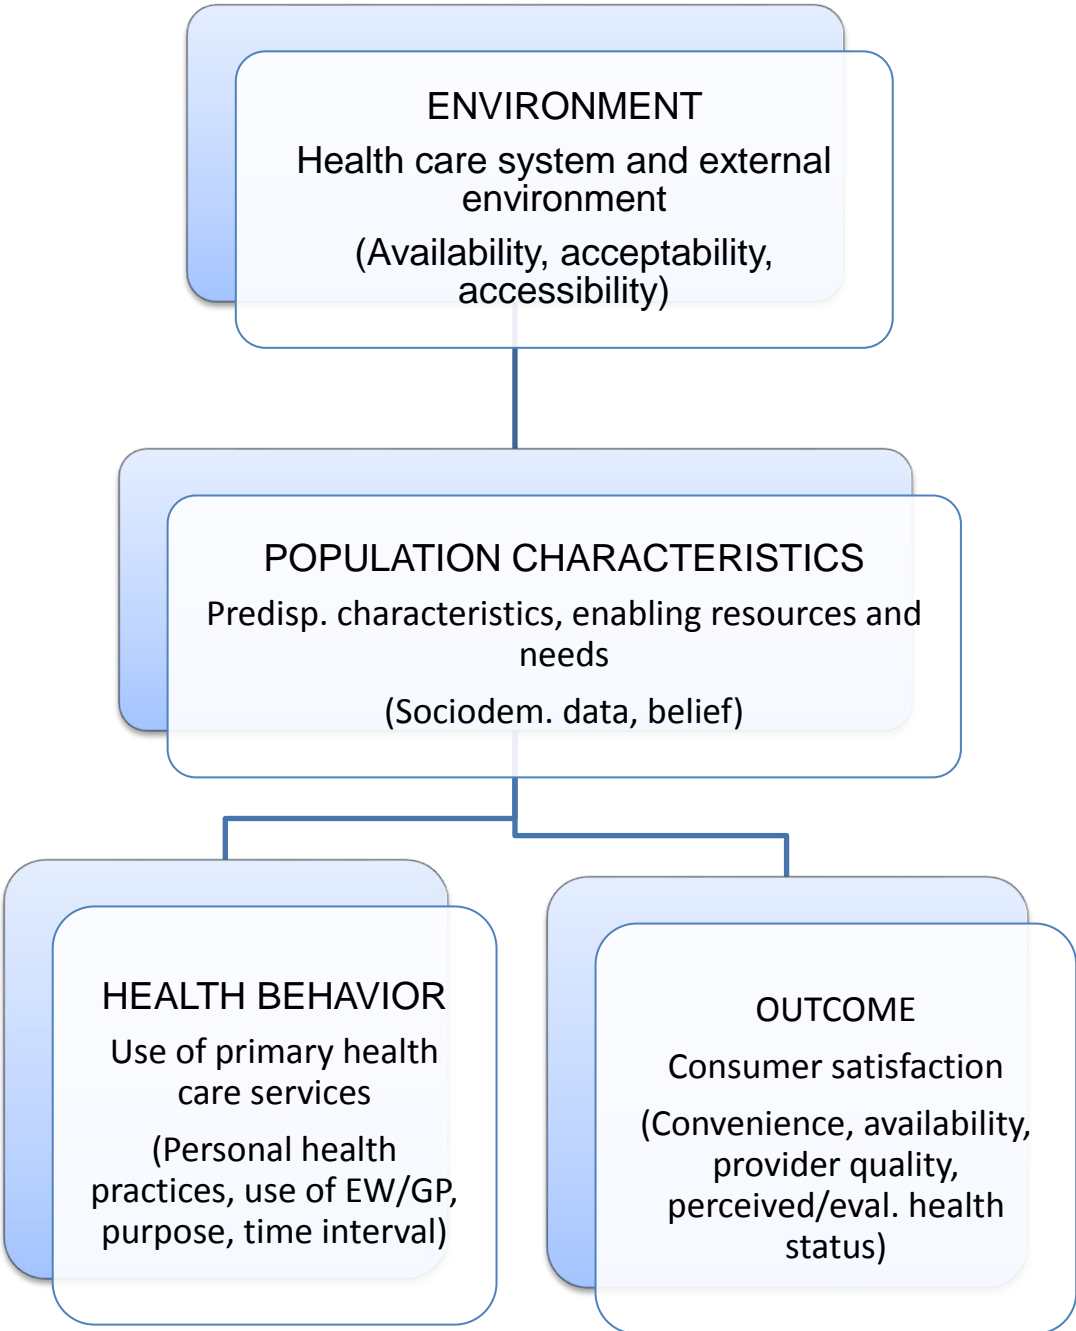 ENVIRONMENT
Health care system and external
environment
(Availability, acceptability,
accessibility)
POPULATION CHARACTERISTICS
Predisp. characteristics, enabling resources and
needs
(Sociodem. data, belief)
HEALTH BEHAVIOR
Use of primary health
care services
(Personal health
practices, use of EW/GP,
purpose, time interval)
OUTCOME
Consumer satisfaction
(Convenience, availability,
provider quality,
perceived/eval. health
status)